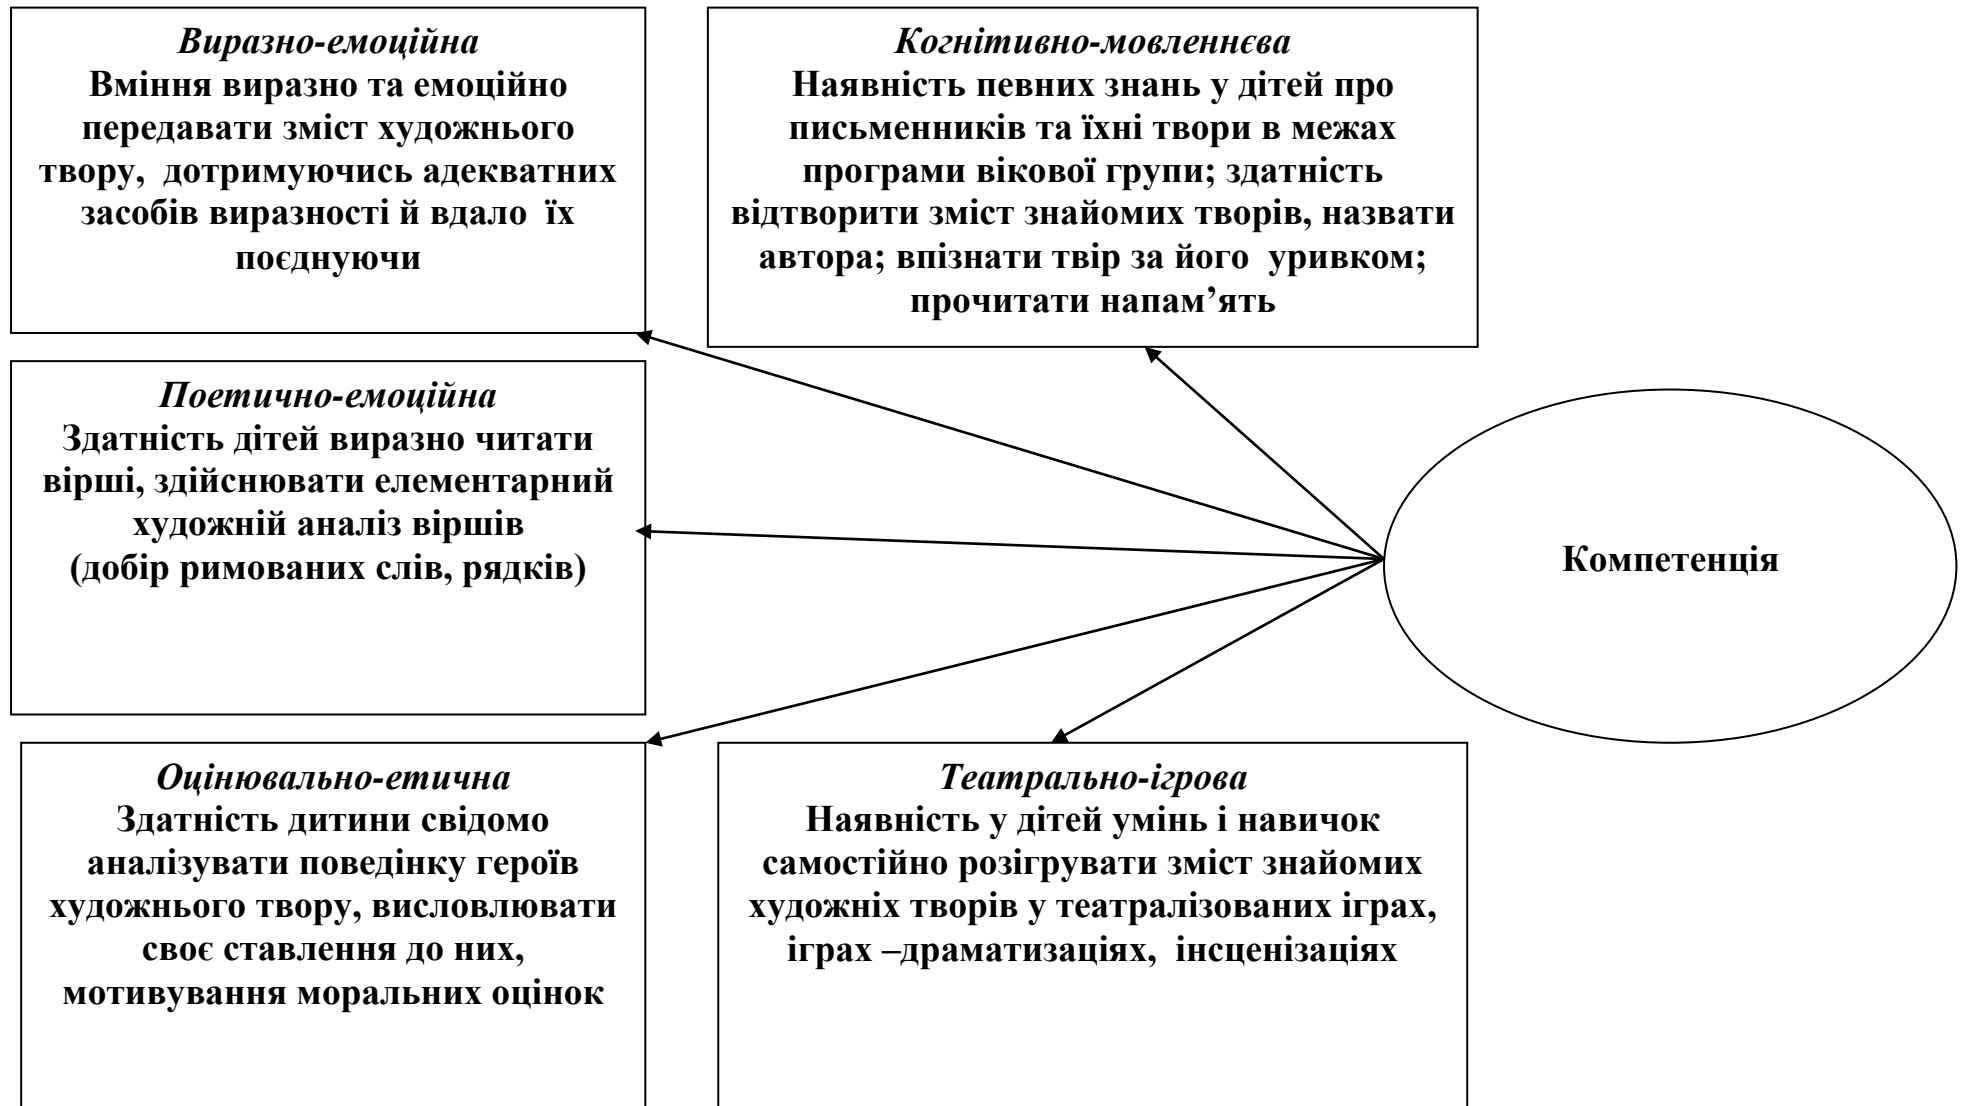 Виразно-емоційна
Вміння виразно та емоційно
передавати зміст художнього
твору,  дотримуючись адекватних
засобів виразності й вдало  їх
поєднуючи
Когнітивно-мовленнєва
Наявність певних знань у дітей про
письменників та їхні твори в межах
програми вікової групи; здатність
відтворити зміст знайомих творів, назвати
автора; впізнати твір за його  уривком;
прочитати напам’ять
Поетично-емоційна
Здатність дітей виразно читати
вірші, здійснювати елементарний
художній аналіз віршів
(добір римованих слів, рядків)
Компетенція
Оцінювально-етична
Здатність дитини свідомо
аналізувати поведінку героїв
художнього твору, висловлювати
своє ставлення до них,
мотивування моральних оцінок
Театрально-ігрова
Наявність у дітей умінь і навичок
самостійно розігрувати зміст знайомих
художніх творів у театралізованих іграх,
іграх –драматизаціях,  інсценізаціях